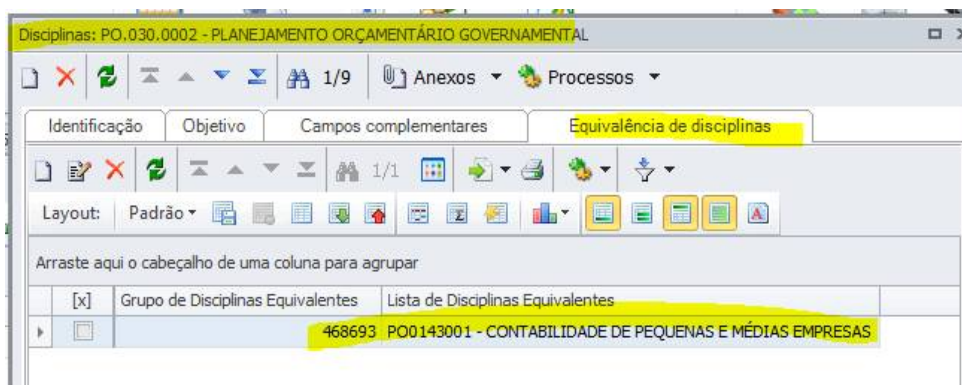 Disciplinas: PO.030.0002 - PLANEJAMENTO ORÇAMENTÁRIO GOVERNAMENTAL
1/9 Anexos Processos
Identificação Objetivo Campos complementares Equivalência de disciplinas
1/1
Layout: Padrão
Arraste aqui o cabeçalho de uma coluna para agrupar
[x] Grupo de Disciplinas Equivalentes Lista de Disciplinas Equivalentes
468693 PO0143001 - CONTABILIDADE DE PEQUENAS E MÉDIAS EMPRESAS